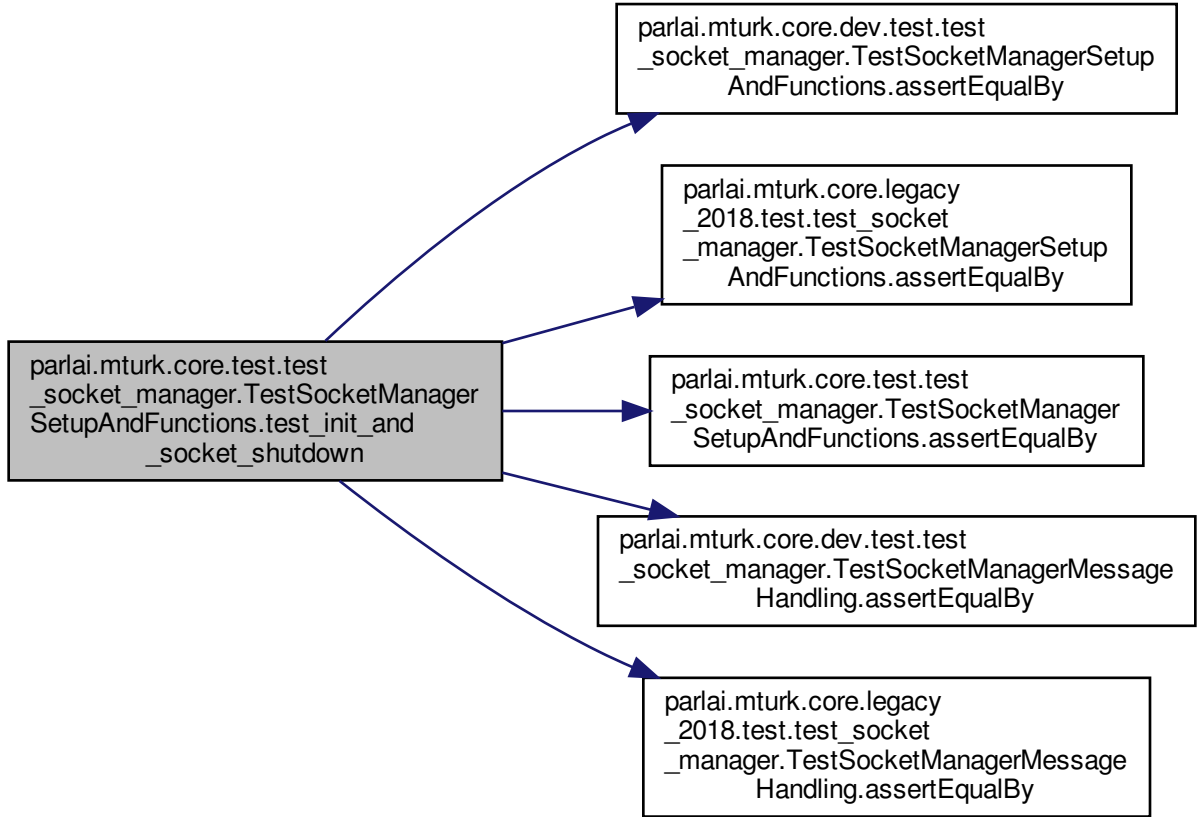 parlai.mturk.core.dev.test.test
_socket_manager.TestSocketManagerSetup
AndFunctions.assertEqualBy
parlai.mturk.core.legacy
_2018.test.test_socket
_manager.TestSocketManagerSetup
AndFunctions.assertEqualBy
parlai.mturk.core.test.test
_socket_manager.TestSocketManager
SetupAndFunctions.test_init_and
_socket_shutdown
parlai.mturk.core.test.test
_socket_manager.TestSocketManager
SetupAndFunctions.assertEqualBy
parlai.mturk.core.dev.test.test
_socket_manager.TestSocketManagerMessage
Handling.assertEqualBy
parlai.mturk.core.legacy
_2018.test.test_socket
_manager.TestSocketManagerMessage
Handling.assertEqualBy